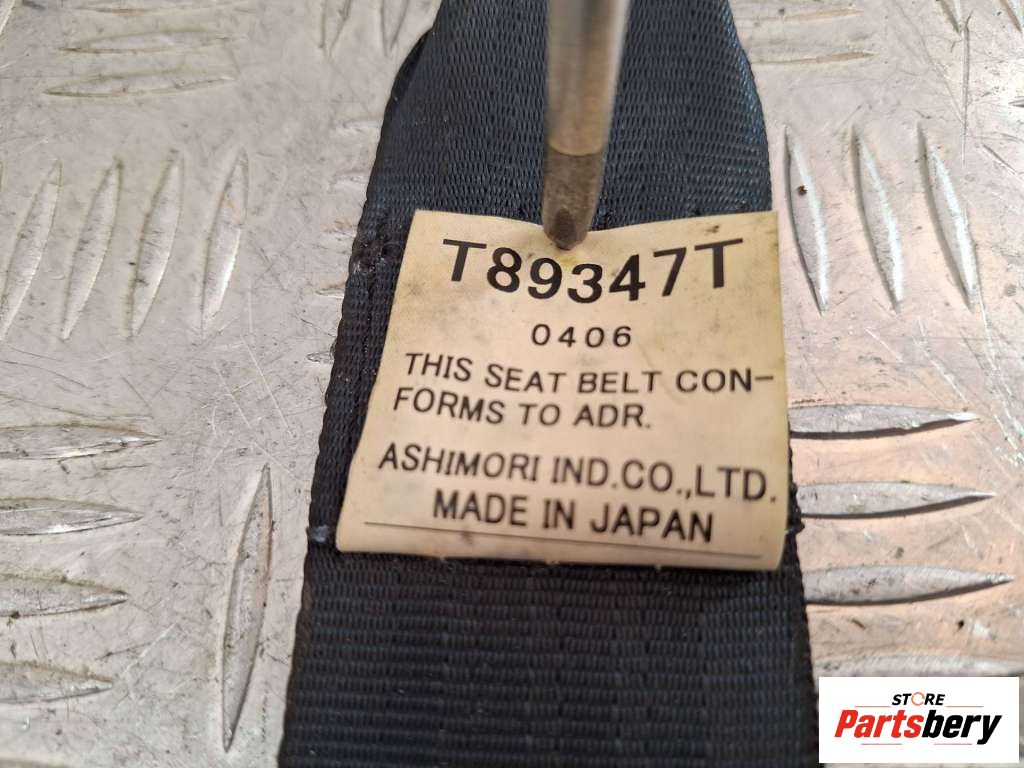 T89347T
0406
THIS SEAT BELT CON-
FORMS TO ADR.
ASHIMORI IND.CO.,LTD.
MADE IN JAPAN
STORE
Partsbery